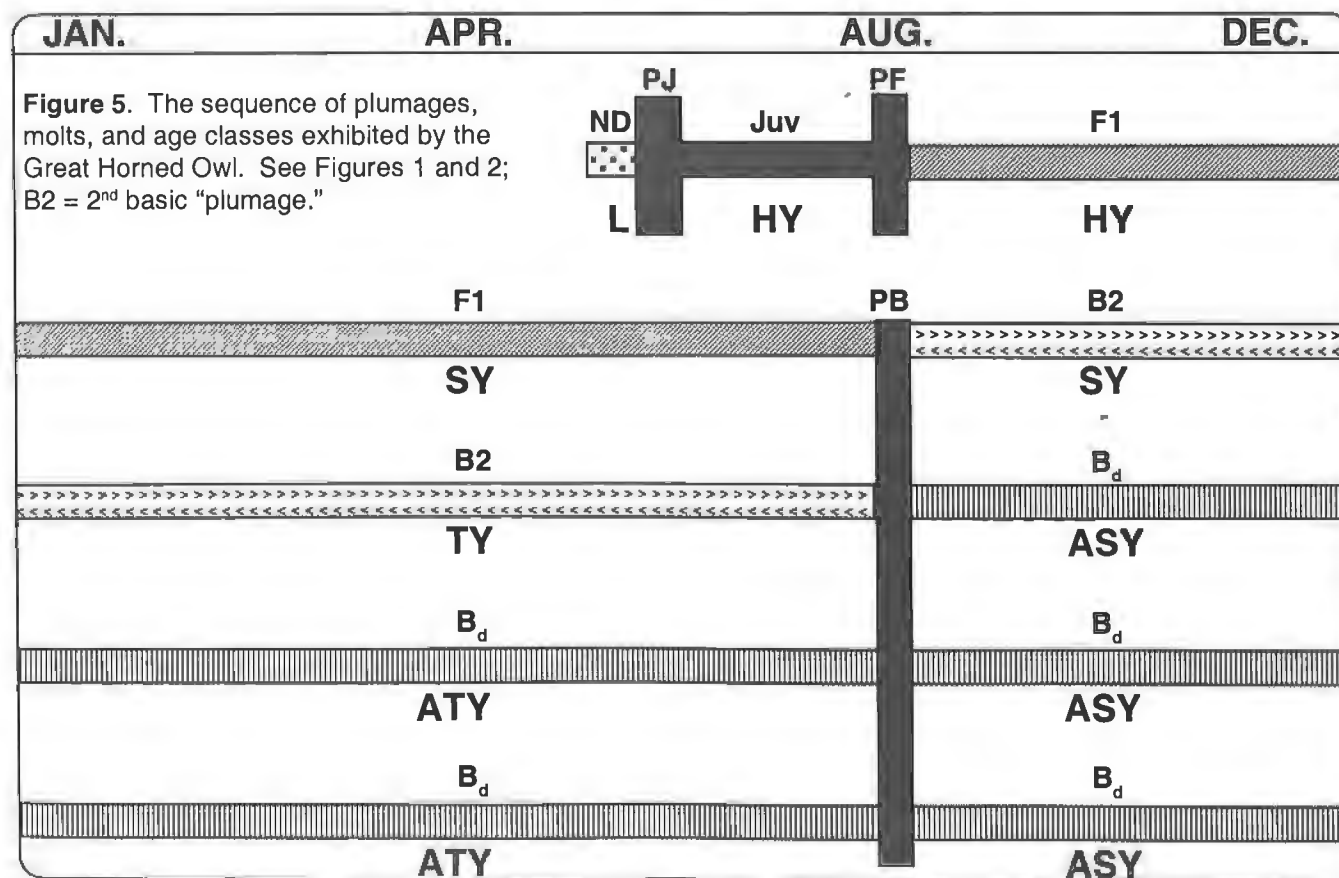 JAN. APR. AUG. DEC.
Figure 5. The sequence of plumages,
molts, and age classes exhibited by the
Great Horned Owl. See Figures 1 and 2;
B2 = 2nd basic “plumage.”
PJ PF
ND Juv F1
L HY HY
F1 PB B2
SY SY
B2 Bd
TY ASY
Bd Bd
ATY ASY
Bd Bd
ATY ASY